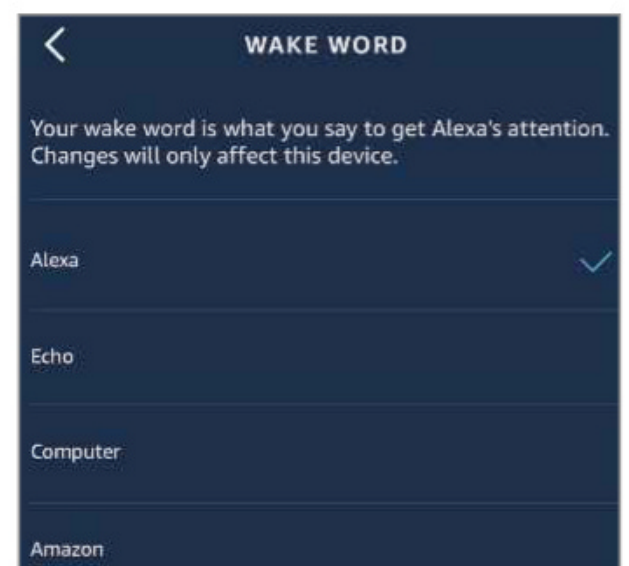 WAKE WORD
Your wake word is what you say to get Alexa's attention.
Changes will only affect this device.
Alexa
Echo
Computer
Amazon